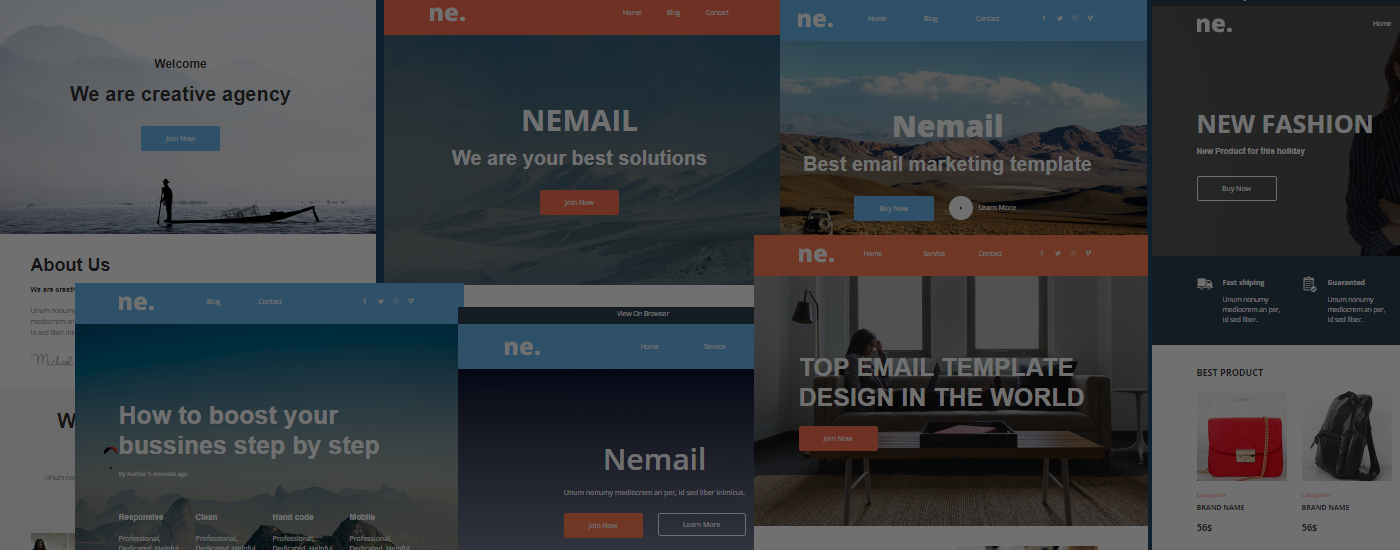 Welcome
We are creative agency
Join Now
About Us
We are creati
Unum nonumy
mediocrem an
id sed liber ini
Michael
W
Unum no
ne.
Home Blog Contact
NEMAIL
We are your best solutions
Join Now
ne.
Home Blog Contact
Nemail
Best email marketing template
Buy Now
Learn More
ne.
Home
NEW FASHION
New Product for this holiday
Buy Now
Fast shiping
Unum nonumy
mediocrem an per,
id sed liber.
Guaranted
Unum nonumy
mediocrem an per,
id sed liber.
BEST PRODUCT
Categories
BRAND NAME
56$
Categories
BRAND NAME
56$
ne.
Blog Contact
How to boost your
bussines step by step
By Author 5 minutes ago
Responsive Clean Hand code Mobile
Professional, Professional, Professional, Professional,
Dedicated, Helpful Dedicated, Helpful Dedicated, Helpful Dedicated, Helpful
View On Browser
ne.
Home Service
Nemail
Unum nonumy mediocrem an per, id sed liber inimicus.
Join Now
Learn More
ne.
Home Service Contact
TOP EMAIL TEMPLATE
DESIGN IN THE WORLD
Join Now